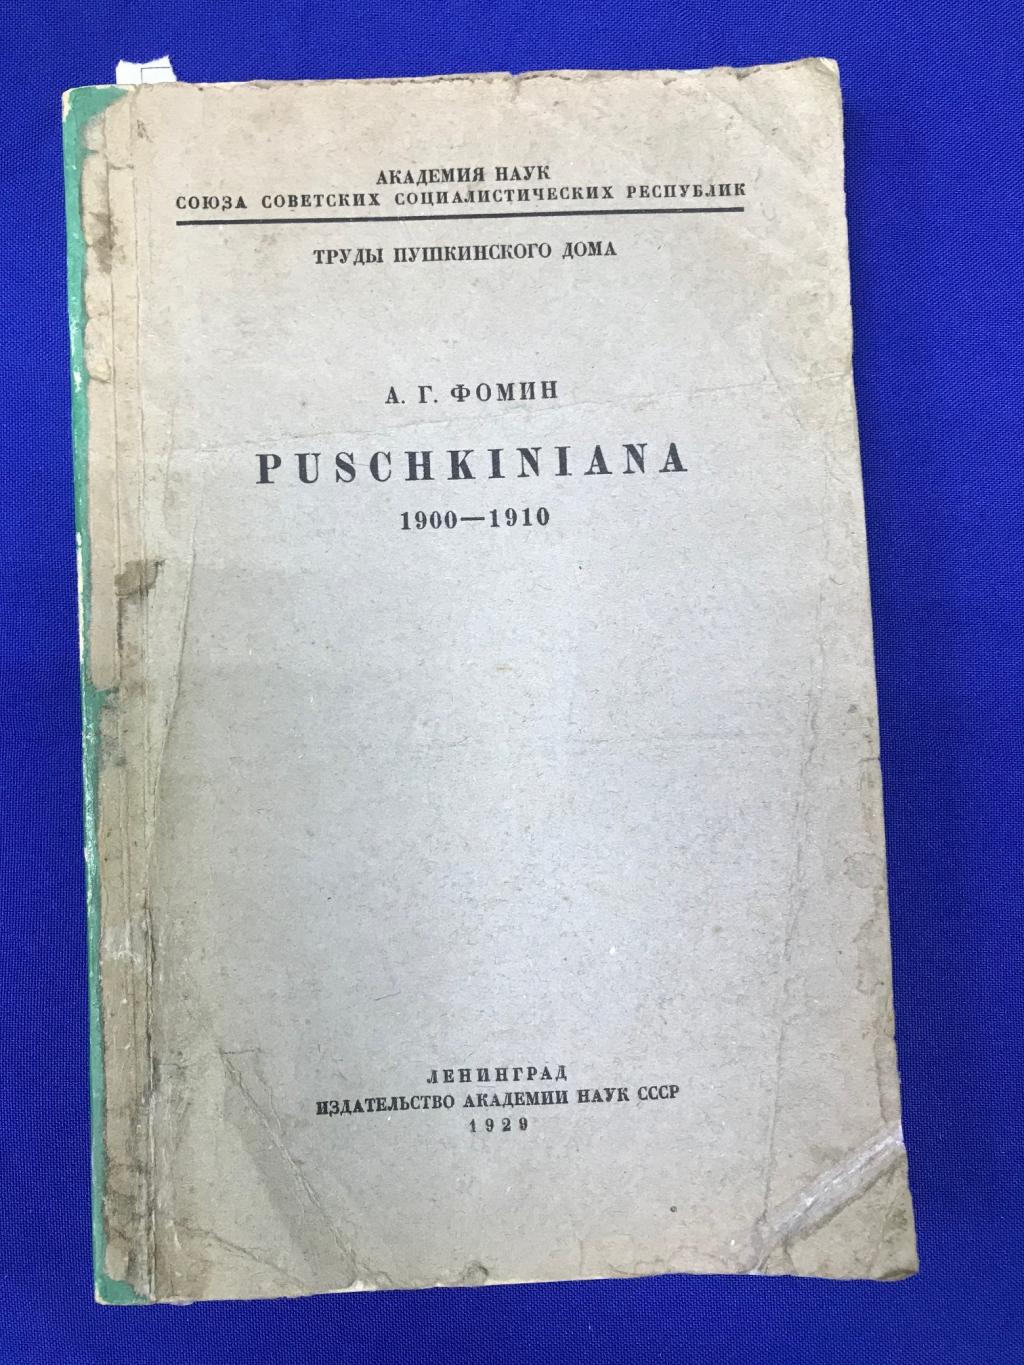 АКАДЕМИЯ НАУК
СОЮЗА СОВЕТСКИХ СОЦИАЛИСТИЧЕСКИХ РЕСПУБЛИК
ТРУДЫ ПУШКИНСКОГО ДОМА
А. Г. ФОМИН
PUSCHKINIANA
1900—1910
ЛЕНИНГРАД
ИЗДАТЕЛЬСТВО АКАДЕМИИ НАУК СССР
1929